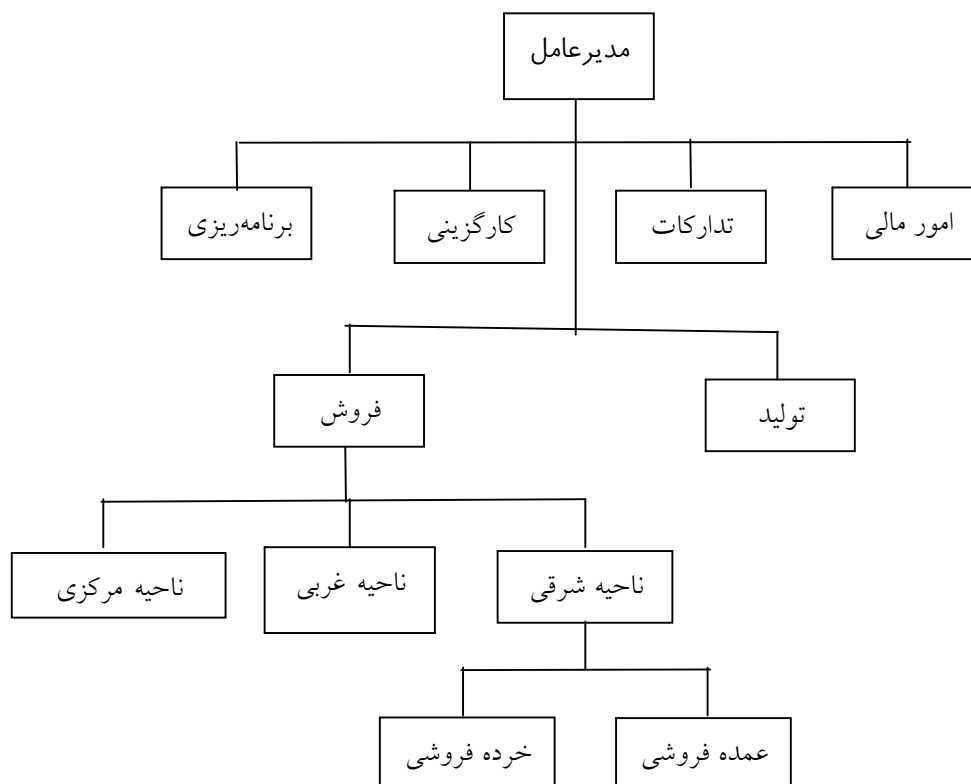 مدیرعامل
امور مالی
تدارکات
کارگزینی
برنامه‌ریزی
تولید
فروش
ناحیه شرقی
ناحیه غربی
ناحیه مرکزی
عمده فروشی
خرده فروشی